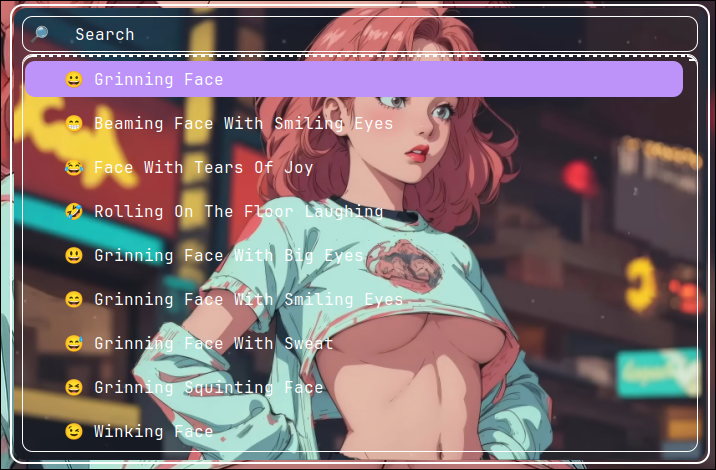 Search
Grinning Face
Beaming Face With Smiling Eyes
Face With Tears Of Joy
Rolling On The Floor Laughing
Grinning Face With Big Eyes
Grinning Face With Smiling Eyes
Grinning Face With Sweat
Grinning Squinting Face
Winking Face